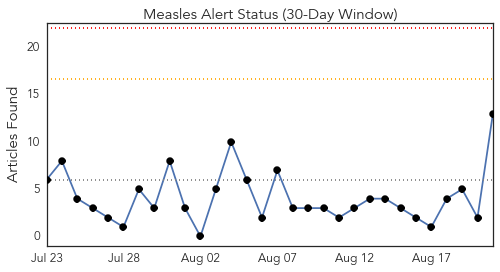 Measles Alert Status (30-Day Window)
Articles Found
20
15
10
5
0
Jul 23 Jul 28 Aug 02 Aug 07 Aug 12 Aug 17